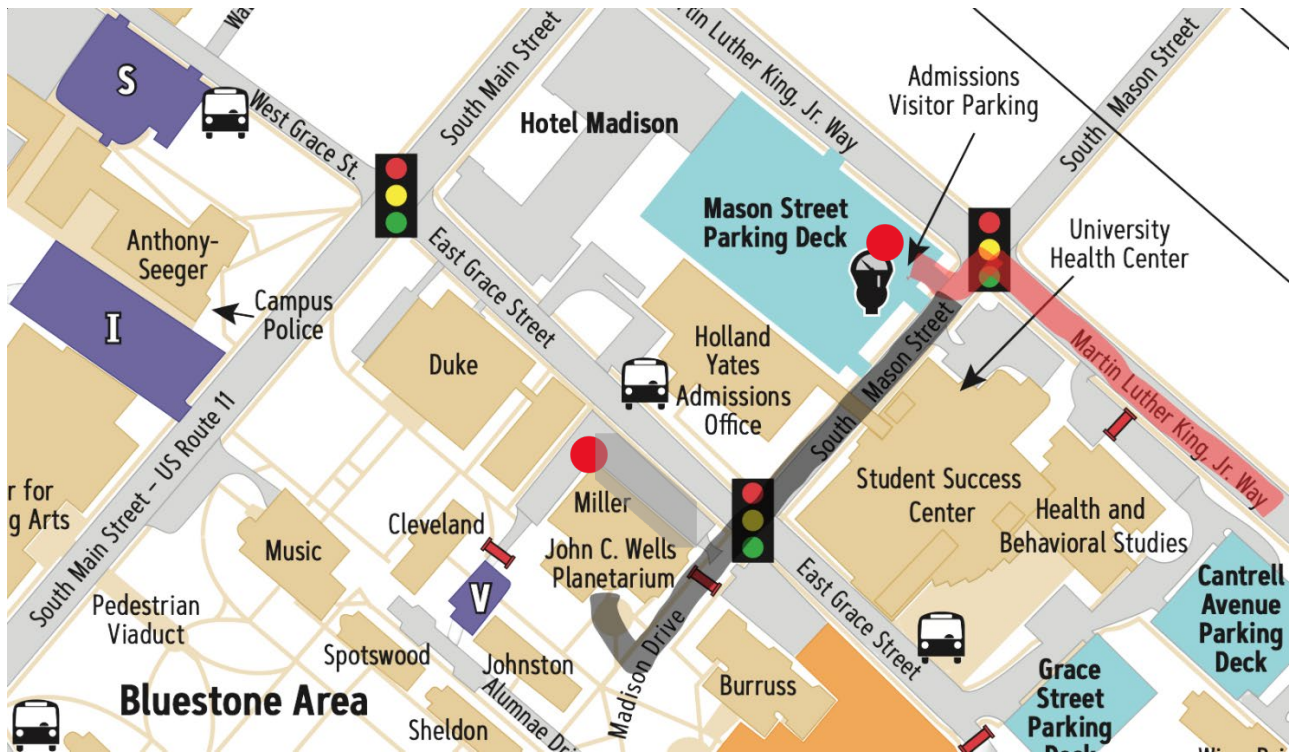 S
Wa
West Grace St.
South Main Street
Hotel Madison
rtin Luther King, Jr. Way
Admissions
Visitor Parking
South Mason Street
Mason Street
Parking Deck
University
Health Center
Anthony-
Seeger
Campus
Police
I
East Grace Street
Duke
Holland
Yates
Admissions
Office
South Mason Street
Martin Luther King, Jr. Way
South Main Street - US Route 11
r for
g Arts
Music
Cleveland
Miller
John C. Wells
Planetarium
V
Student Success
Center
Health and
Behavioral Studies
East Grace Street
Cantrell
Avenue
Parking
Deck
Pedestrian
Viaduct
Spotswood
Johnston
Madison Drive
Burruss
Grace
Street
Parking
Deck
Bluestone Area
Sheldon
Alumnae Dri